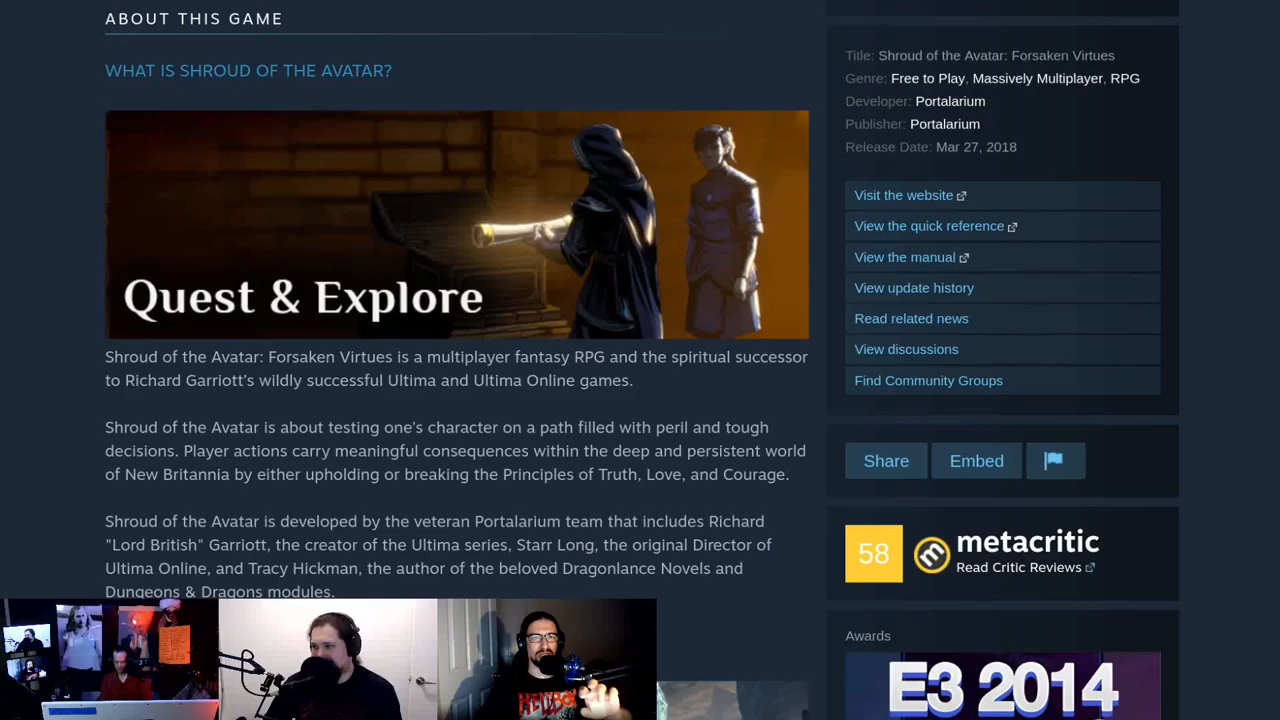 ABOUT THIS GAME
WHAT IS SHROUD OF THE AVATAR?
Quest & Explore
Shroud of the Avatar: Forsaken Virtues is a multiplayer fantasy RPG and the spiritual successor
to Richard Garriott's wildly successful Ultima and Ultima Online games.
Shroud of the Avatar is about testing one's character on a path filled with peril and tough
decisions. Player actions carry meaningful consequences within the deep and persistent world
of New Britannia by either upholding or breaking the Principles of Truth, Love, and Courage.
Shroud of the Avatar is developed by the veteran Portalarium team that includes Richard
"Lord British" Garriott, the creator of the Ultima series, Starr Long, the original Director of
Ultima Online, and Tracy Hickman, the author of the beloved Dragonlance Novels and
Dungeons & Dragons modules.
Title: Shroud of the Avatar: Forsaken Virtues
Genre: Free to Play, Massively Multiplayer, RPG
Developer: Portalarium
Publisher: Portalarium
Release Date: Mar 27, 2018
Visit the website
View the quick reference
View the manual
View update history
Read related news
View discussions
Find Community Groups
Share
Embed
58
metacritic
Read Critic Reviews
Awards
E3 2014
HELLBOY